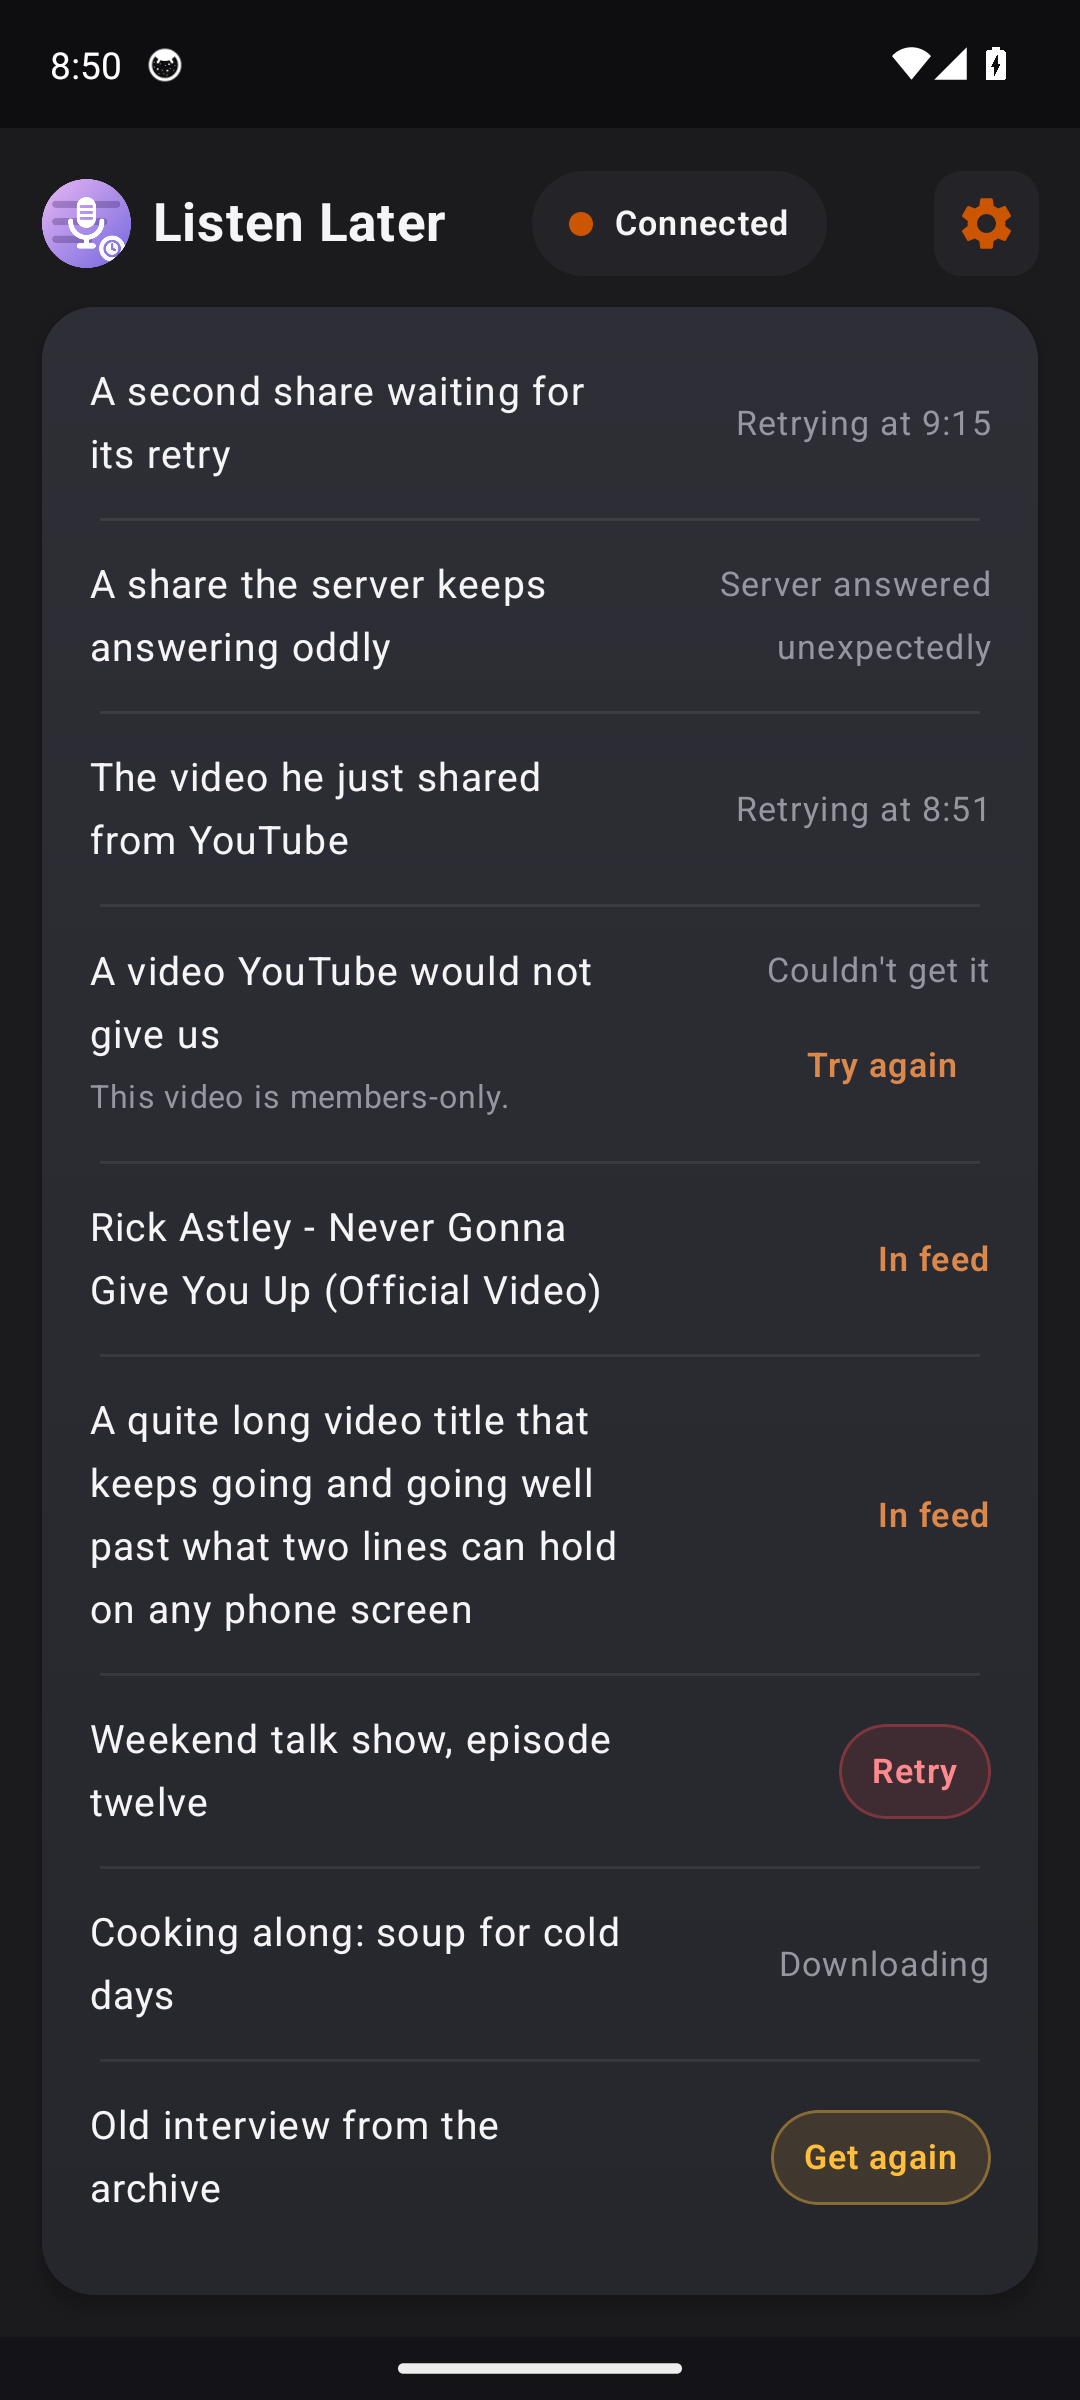 8:50
Listen Later
Connected
A second share waiting for
its retry
Retrying at 9:15
A share the server keeps
answering oddly
Server answered
unexpectedly
The video he just shared
from YouTube
Retrying at 8:51
A video YouTube would not
give us
This video is members-only.
Couldn't get it
Try again
Rick Astley - Never Gonna
Give You Up (Official Video)
In feed
A quite long video title that
keeps going and going well
past what two lines can hold
on any phone screen
In feed
Weekend talk show, episode
twelve
Retry
Cooking along: soup for cold
days
Downloading
Old interview from the
archive
Get again